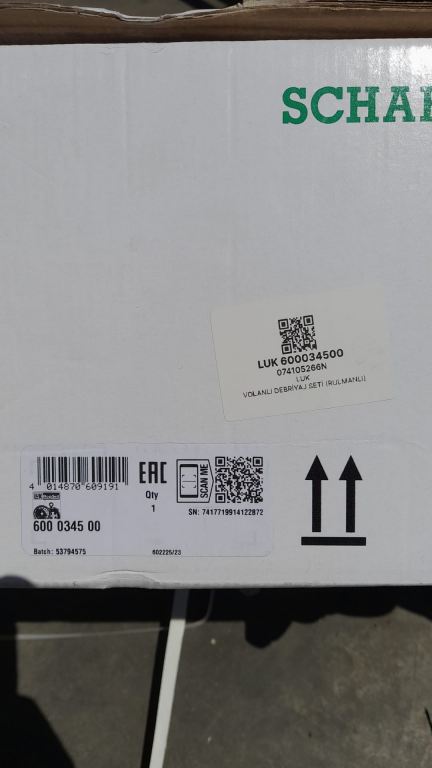 SCHAE
LUK 600034500
074105266N
LUK
VOLANLI DEBRİYAJ SETİ (RULMANLI)
4 014870 609191
EAC
Qty
1
SCAN ME
SN: 7417719914122872
600 0345 00
Batch: 53794575
602225/23